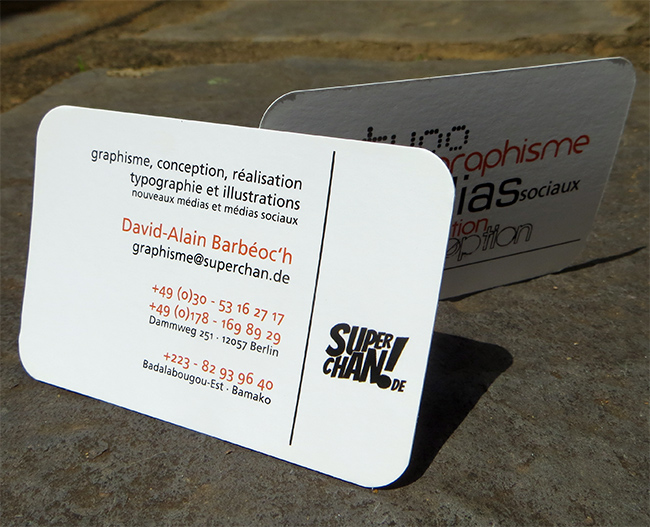 graphisme, conception, réalisation
typographie et illustrations
nouveaux médias et médias sociaux
David-Alain Barbéoc'h
graphisme@superchan.de
+49 (0)30 - 53 16 27 17
+49 (0)178 - 169 89 29
Dammweg 251 · 12057 Berlin
+223 - 82 93 96 40
Badalabougou-Est · Bamako
SUPER
CHAN!
.DE
graphisme
sociaux